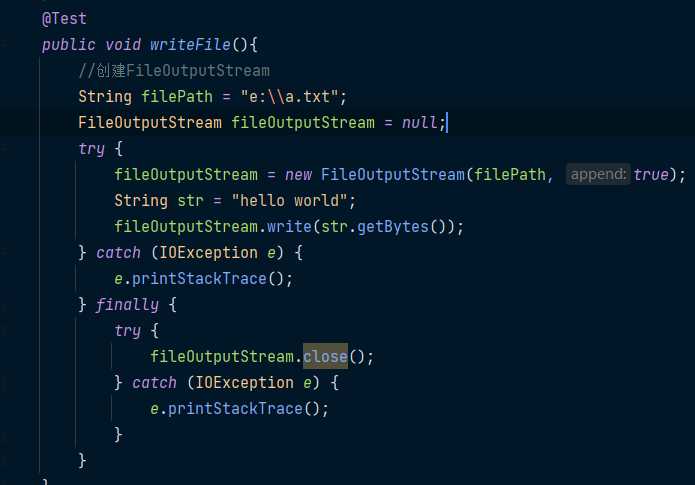 @Test
public void writeFile(){
//创建FileOutputStream
String filePath = "e:\\a.txt";
FileOutputStream fileOutputStream = null;
try {
fileOutputStream = new FileOutputStream(filePath, append: true);
String str = "hello world";
fileOutputStream.write(str.getBytes());
} catch (IOException e) {
e.printStackTrace();
} finally {
try {
fileOutputStream.close();
} catch (IOException e) {
e.printStackTrace();
}
}
}